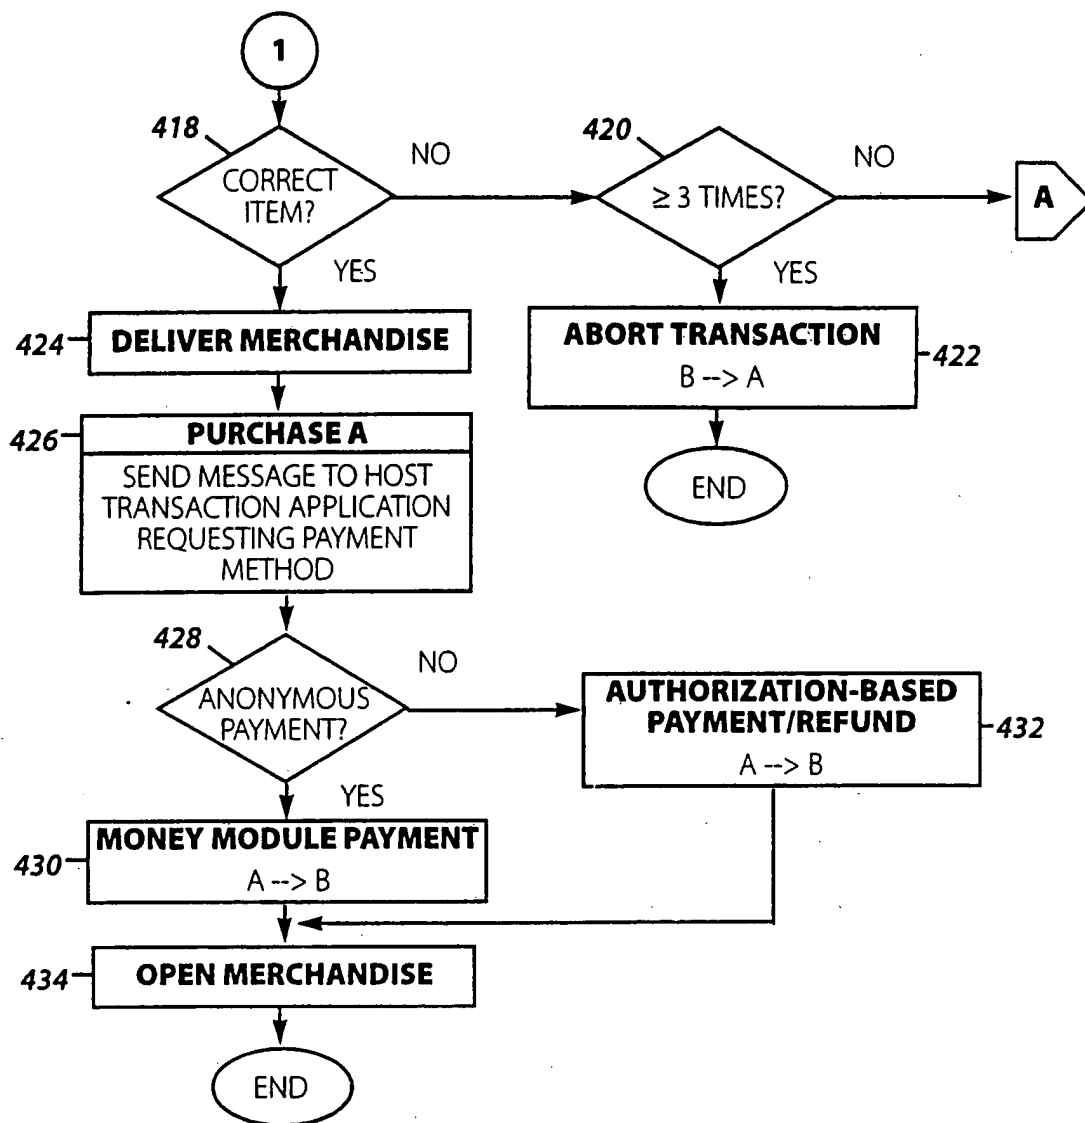 1
418
CORRECT
ITEM?
NO
YES
420
≥ 3 TIMES?
NO
A
YES
424
DELIVER MERCHANDISE
ABORT TRANSACTION
B --> A
422
END
426
PURCHASE A
SEND MESSAGE TO HOST
TRANSACTION APPLICATION
REQUESTING PAYMENT
METHOD
428
ANONYMOUS
PAYMENT?
NO
YES
AUTHORIZATION-BASED
PAYMENT/REFUND
A --> B
432
430
MONEY MODULE PAYMENT
A --> B
434
OPEN MERCHANDISE
END